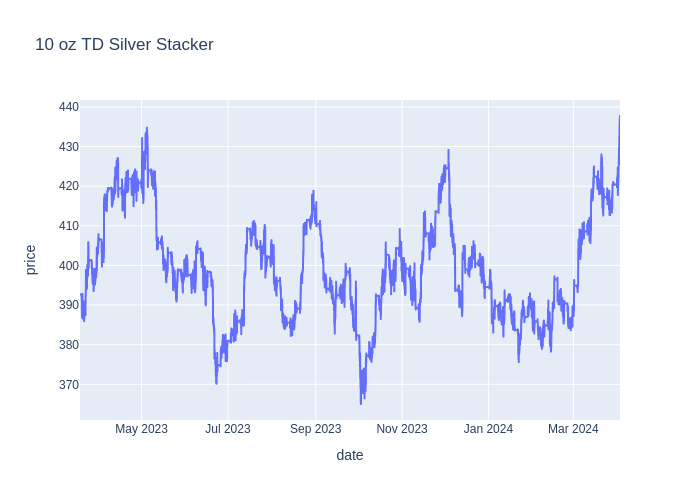 10 oz TD Silver Stacker
440
430
420
410
400
390
380
370
price
May 2023
Jul 2023
Sep 2023
Nov 2023
Jan 2024
Mar 2024
date